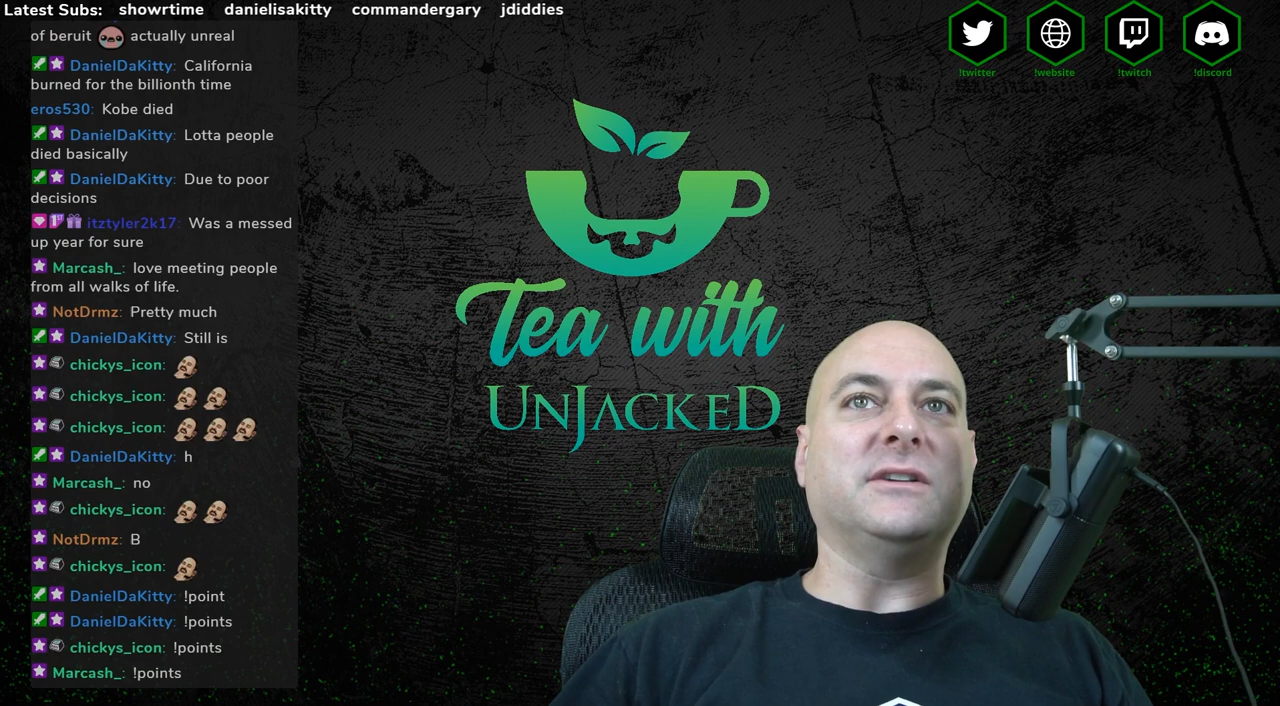 Latest Subs: showrtime danielisakitty commandergary jdiddies
of beruit actually unreal
DanielDaKitty: California
burned for the billionth time
eros530: Kobe died
DanielDaKitty: Lotta people
died basically
DanielDaKitty: Due to poor
decisions
itztyler2k17: Was a messed
up year for sure
Marcash_: love meeting people
from all walks of life.
NotDrmz: Pretty much
DanielDaKitty: Still is
chickys_icon:
chickys_icon:
chickys_icon:
DanielDaKitty: h
Marcash_: no
chickys_icon:
NotDrmz: B
chickys_icon:
DanielDaKitty: !point
DanielDaKitty: !points
chickys_icon: !points
Marcash_: !points
Tea with
UNJACKED
!twitter !website !twitch !discord